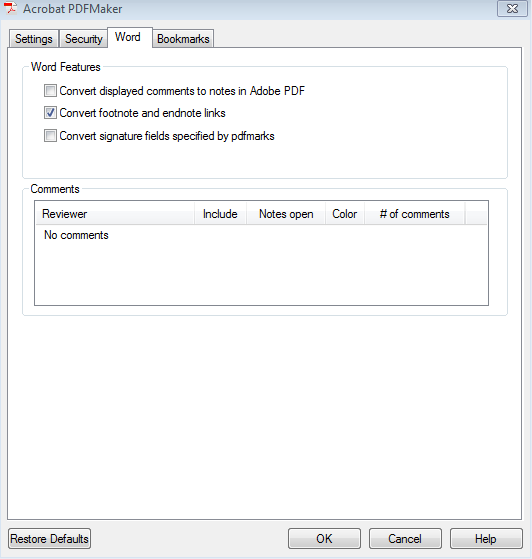 Acrobat PDFMaker
Settings Security Word Bookmarks
Word Features
Convert displayed comments to notes in Adobe PDF
Convert footnote and endnote links
Convert signature fields specified by pdfmarks
Comments
Reviewer Include Notes open Color # of comments
No comments
Restore Defaults OK Cancel Help